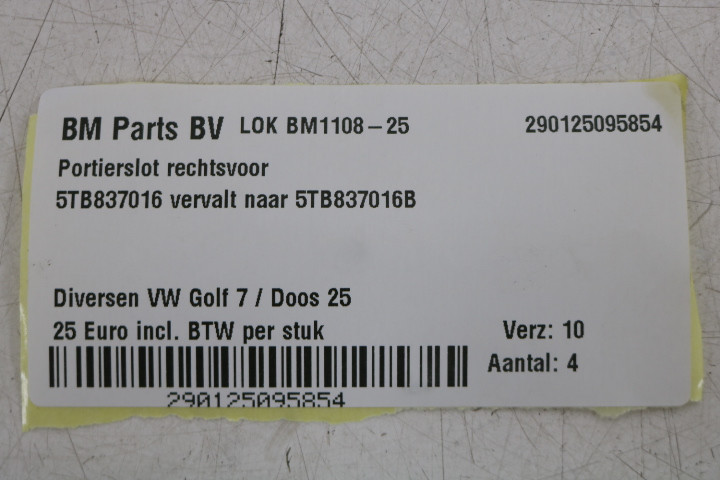 BM Parts BV LOK BM1108-25 290125095854
Portierslot rechtsvoor
5TB837016 vervalt naar 5TB837016B
Diversen VW Golf 7 / Doos 25
25 Euro incl. BTW per stuk Verz: 10
Aantal: 4
290125095854